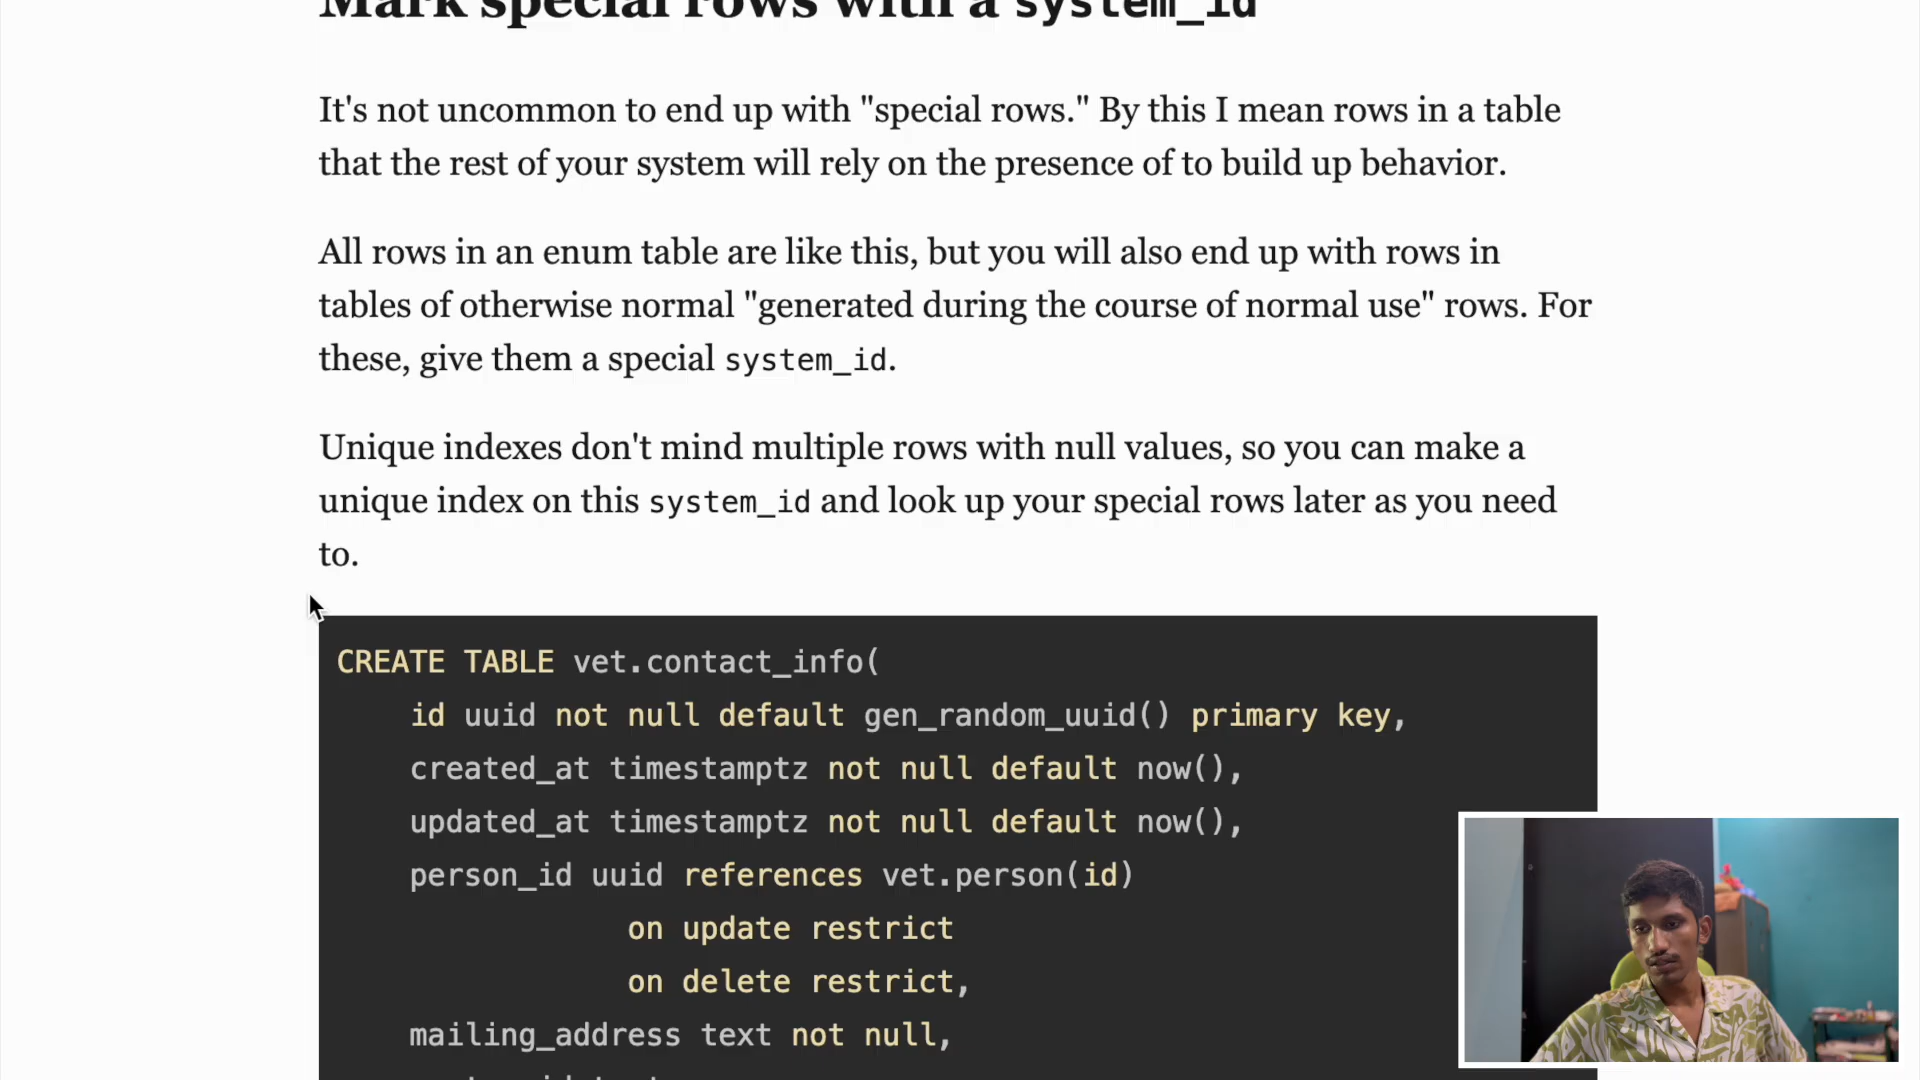 Mark special rows with a system_id
It's not uncommon to end up with "special rows." By this I mean rows in a table
that the rest of your system will rely on the presence of to build up behavior.
All rows in an enum table are like this, but you will also end up with rows in
tables of otherwise normal "generated during the course of normal use" rows. For
these, give them a special system_id.
Unique indexes don't mind multiple rows with null values, so you can make a
unique index on this system_id and look up your special rows later as you need
to.
CREATE TABLE vet.contact_info(
    id uuid not null default gen_random_uuid() primary key,
    created_at timestamptz not null default now(),
    updated_at timestamptz not null default now(),
    person_id uuid references vet.person(id)
                on update restrict
                on delete restrict,
    mailing_address text not null,